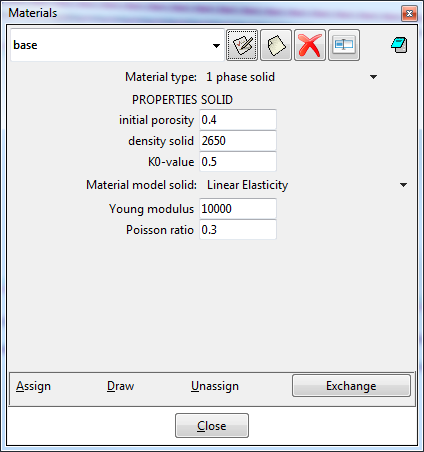 Materials
base
Material type: 1 phase solid
PROPERTIES SOLID
initial porosity 0.4
density solid 2650
K0-value 0.5
Material model solid: Linear Elasticity
Young modulus 10000
Poisson ratio 0.3
Assign Draw Unassign Exchange
Close